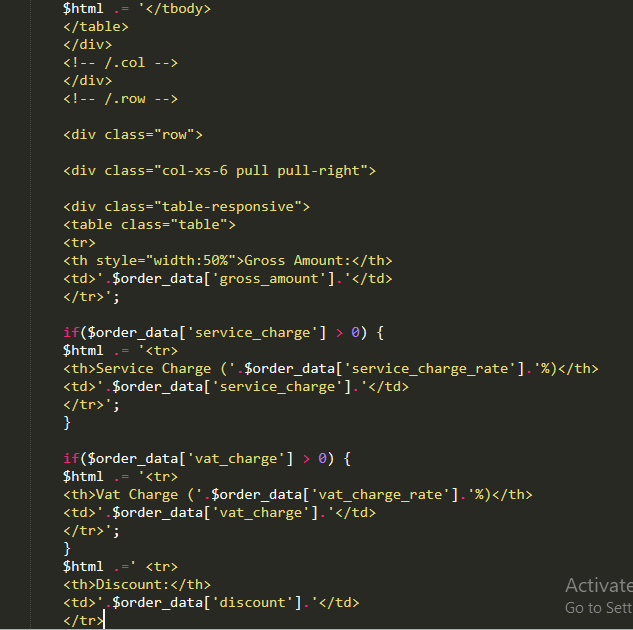 $html .= '</tbody>
</table>
</div>
<!-- /.col -->
</div>
<!-- /.row -->
<div class="row">
<div class="col-xs-6 pull pull-right">
<div class="table-responsive">
<table class="table">
<tr>
<th style="width:50%">Gross Amount:</th>
<td>'.$order_data['gross_amount'].'</td>
</tr>';
if($order_data['service_charge'] > 0) {
$html .= '<tr>
<th>Service Charge ('.$order_data['service_charge_rate'].'%)</th>
<td>'.$order_data['service_charge'].'</td>
</tr>';
}
if($order_data['vat_charge'] > 0) {
$html .= '<tr>
<th>Vat Charge ('.$order_data['vat_charge_rate'].'%)</th>
<td>'.$order_data['vat_charge'].'</td>
</tr>';
}
$html .=' <tr>
<th>Discount:</th>
<td>'.$order_data['discount'].'</td>
</tr>
Activate
Go to Sett